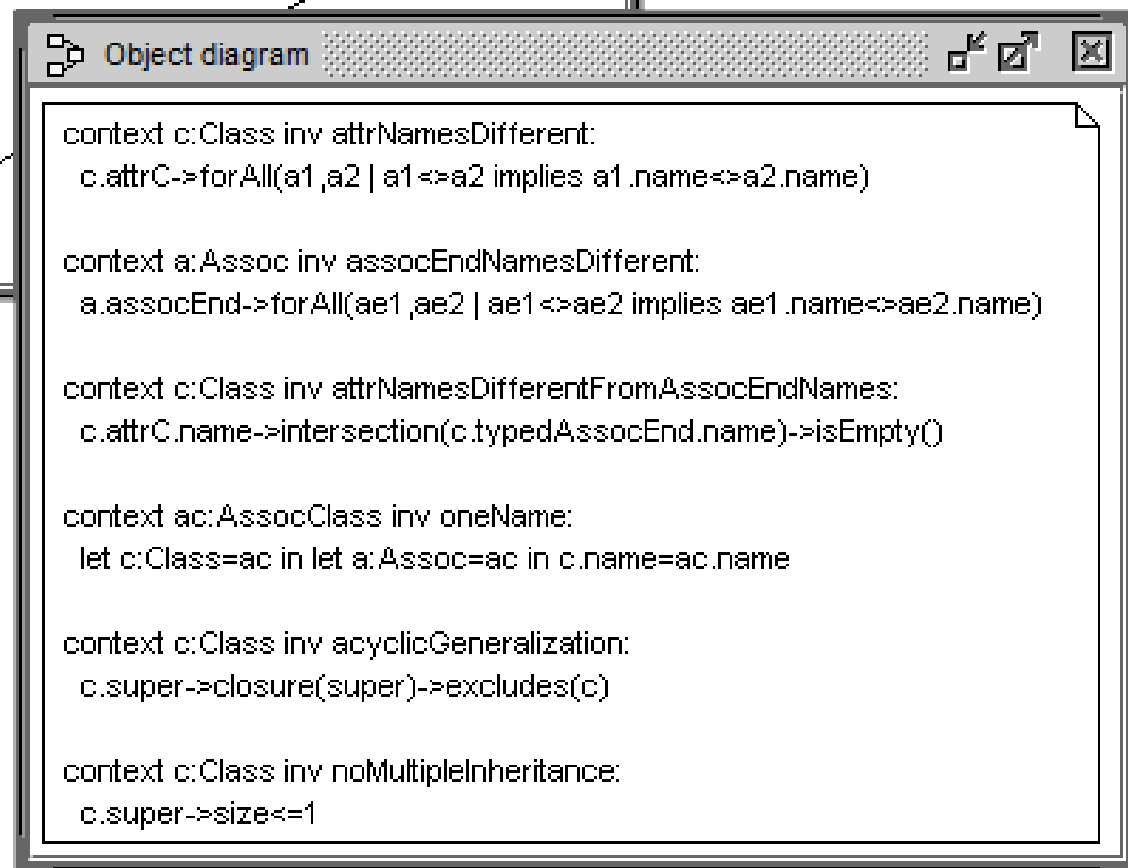 Object diagram
context c:Class inv attrNamesDifferent:
c.attrC->forAll(a1,a2 | a1<>a2 implies a1.name<>a2.name)
context a:Assoc inv assocEndNamesDifferent:
a.assocEnd->forAll(ae1,ae2 | ae1<>ae2 implies ae1.name<>ae2.name)
context c:Class inv attrNamesDifferentFromAssocEndNames:
c.attrC.name->intersection(c.typedAssocEnd.name)->isEmpty()
context ac:AssocClass inv oneName:
let c:Class=ac in let a:Assoc=ac in c.name=ac.name
context c:Class inv acyclicGeneralization:
c.super->closure(super)->excludes(c)
context c:Class inv noMultipleInheritance:
c.super->size<=1